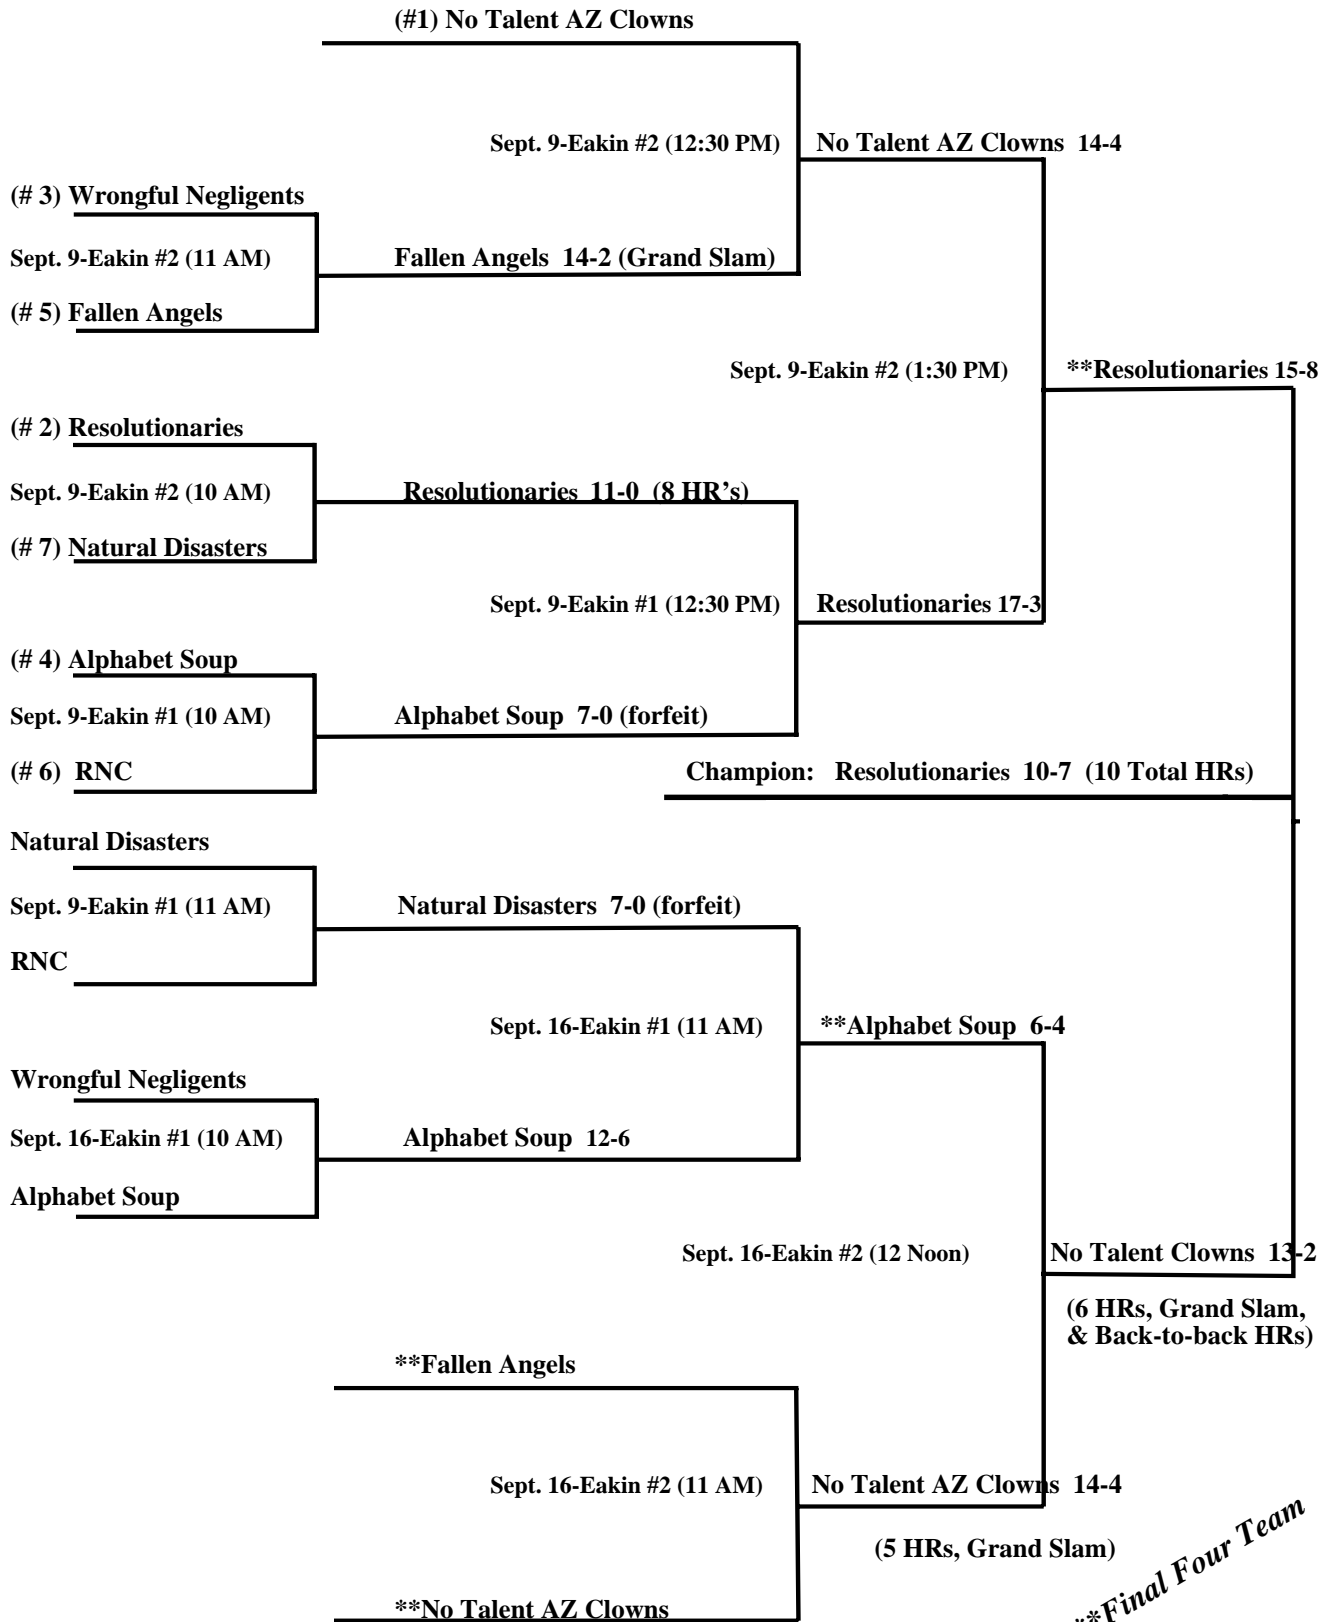 (#1) No Talent AZ Clowns
Sept. 9-Eakin #2 (12:30 PM)
No Talent AZ Clowns 14-4
(# 3) Wrongful Negligents
Sept. 9-Eakin #2 (11 AM)
Fallen Angels 14-2 (Grand Slam)
(# 5) Fallen Angels
Sept. 9-Eakin #2 (1:30 PM)
**Resolutionaries 15-8
(# 2) Resolutionaries
Sept. 9-Eakin #2 (10 AM)
Resolutionaries 11-0 (8 HR’s)
(# 7) Natural Disasters
Sept. 9-Eakin #1 (12:30 PM)
Resolutionaries 17-3
(# 4) Alphabet Soup
Sept. 9-Eakin #1 (10 AM)
Alphabet Soup 7-0 (forfeit)
(# 6) RNC
Champion: Resolutionaries 10-7 (10 Total HRs)
Natural Disasters
Sept. 9-Eakin #1 (11 AM)
Natural Disasters 7-0 (forfeit)
RNC
Sept. 16-Eakin #1 (11 AM)
**Alphabet Soup 6-4
Wrongful Negligents
Sept. 16-Eakin #1 (10 AM)
Alphabet Soup 12-6
Alphabet Soup
Sept. 16-Eakin #2 (12 Noon)
No Talent Clowns 13-2
(6 HRs, Grand Slam,
& Back-to-back HRs)
**Fallen Angels
Sept. 16-Eakin #2 (11 AM)
No Talent AZ Clowns 14-4
(5 HRs, Grand Slam)
**No Talent AZ Clowns
**Final Four Team